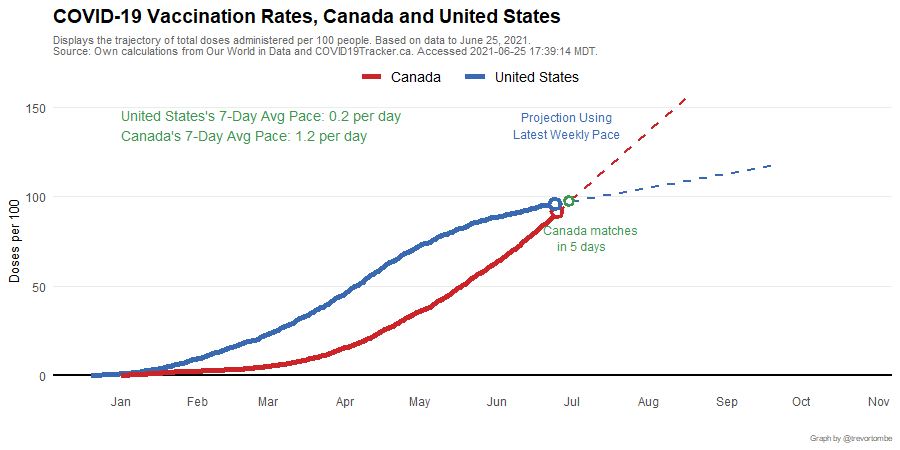 COVID-19 Vaccination Rates, Canada and United States
Displays the trajectory of total doses administered per 100 people. Based on data to June 25, 2021.
Source: Own calculations from Our World in Data and COVID19Tracker.ca. Accessed 2021-06-25 17:39:14 MDT.
Canada
United States
150
United States's 7-Day Avg Pace: 0.2 per day
Canada's 7-Day Avg Pace: 1.2 per day
Projection Using
Latest Weekly Pace
100
Canada matches
in 5 days
Doses per 100
50
0
Jan Feb Mar Apr May Jun Jul Aug Sep Oct Nov
Graph by @trevortombe